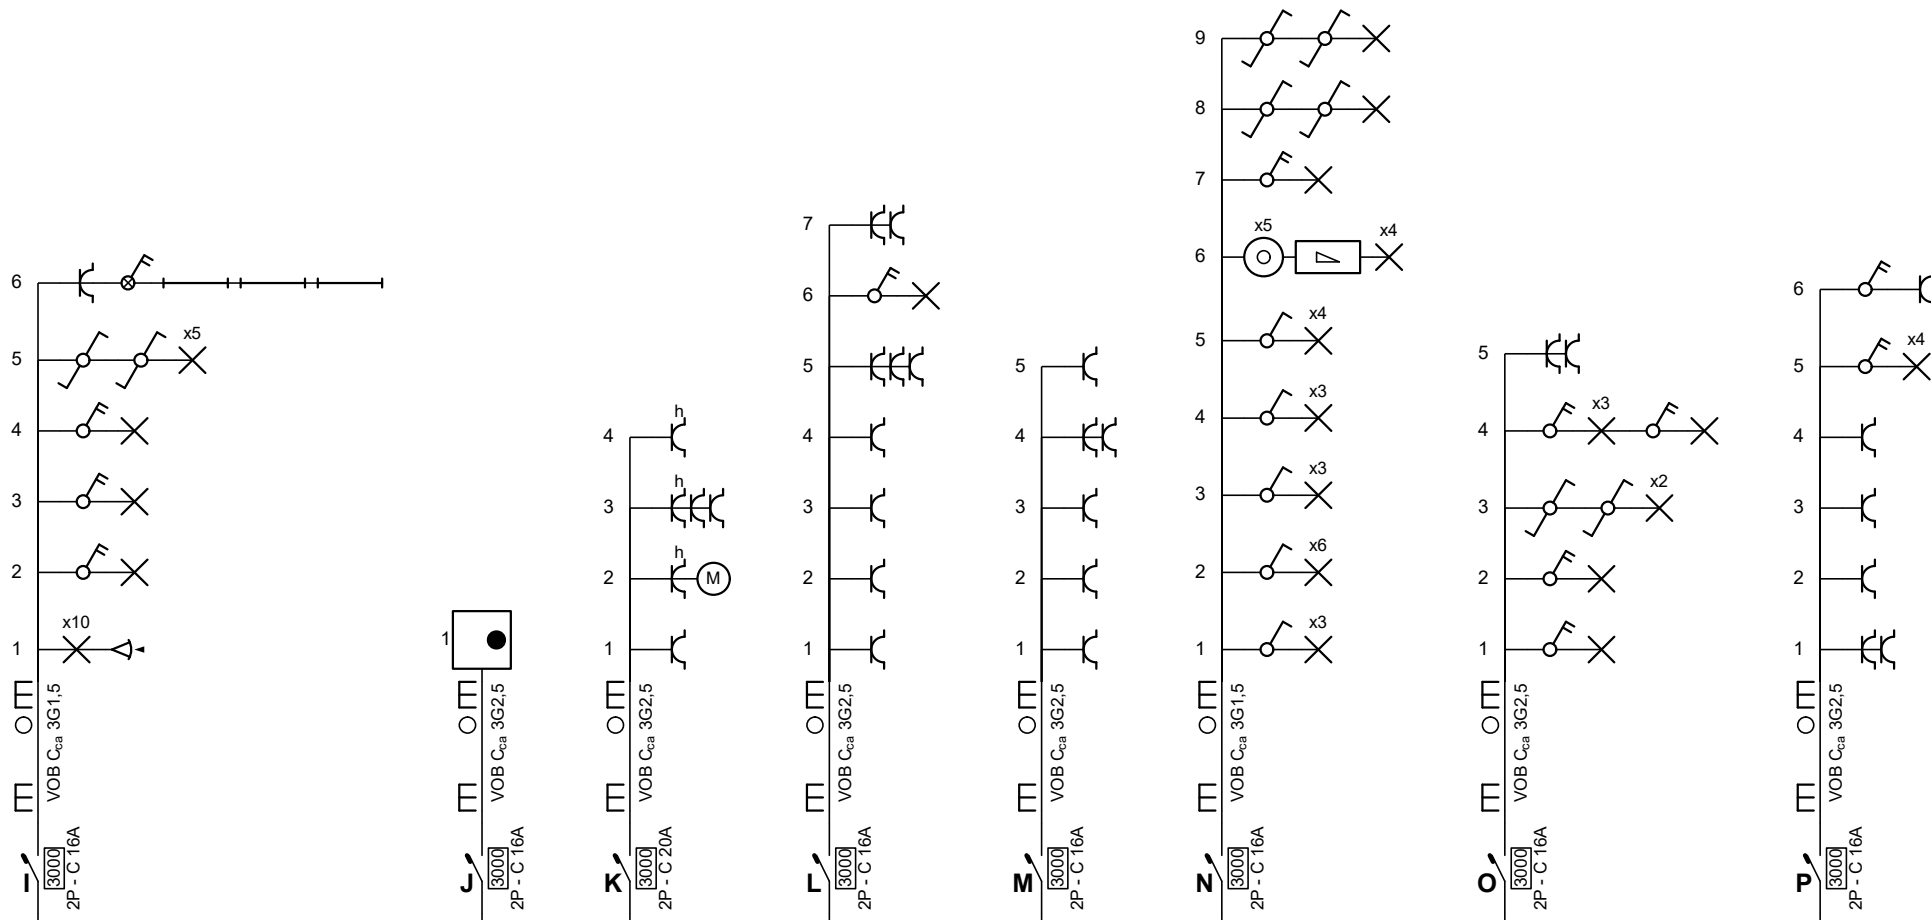 9
8
7
x5
x4
6
x4
5
x3
4
x3
3
x6
2
x3
1
6
x5
5
4
3
2
x10
1
1
h
4
h
3
h
2
M
1
7
6
5
4
3
2
1
5
4
3
2
1
5
x3
4
x2
3
2
1
6
x4
5
4
3
2
1
VOB Cca 3G1,5
VOB Cca 3G2,5
VOB Cca 3G2,5
VOB Cca 3G2,5
VOB Cca 3G2,5
VOB Cca 3G1,5
VOB Cca 3G2,5
VOB Cca 3G2,5
I 3000
2P - C 16A
J 3000
2P - C 16A
K 3000
2P - C 20A
L 3000
2P - C 16A
M 3000
2P - C 16A
N 3000
2P - C 16A
O 3000
2P - C 16A
P 3000
2P - C 16A